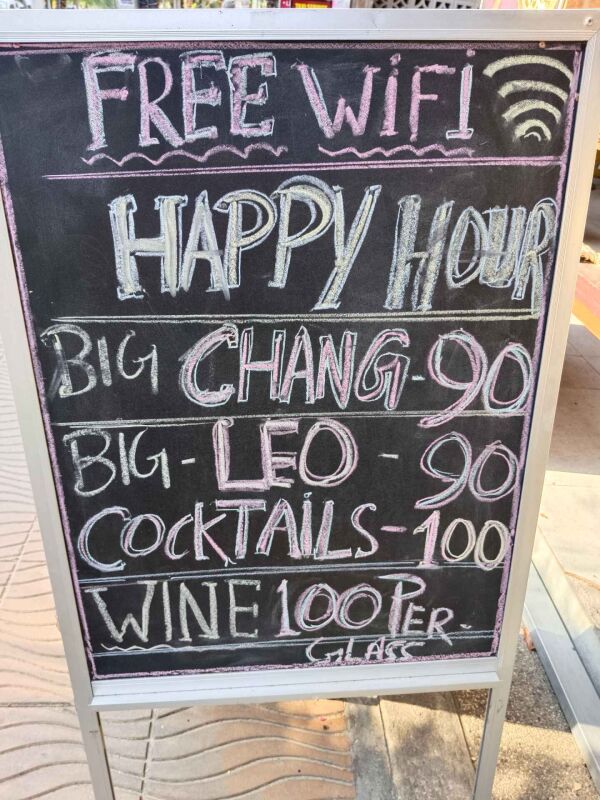 FREE WiFi
HAPPY HOUR
BIG CHANG-90
BIG-LEO-90
COCKTAiLS-100
WINE 100 PER.
GLASS